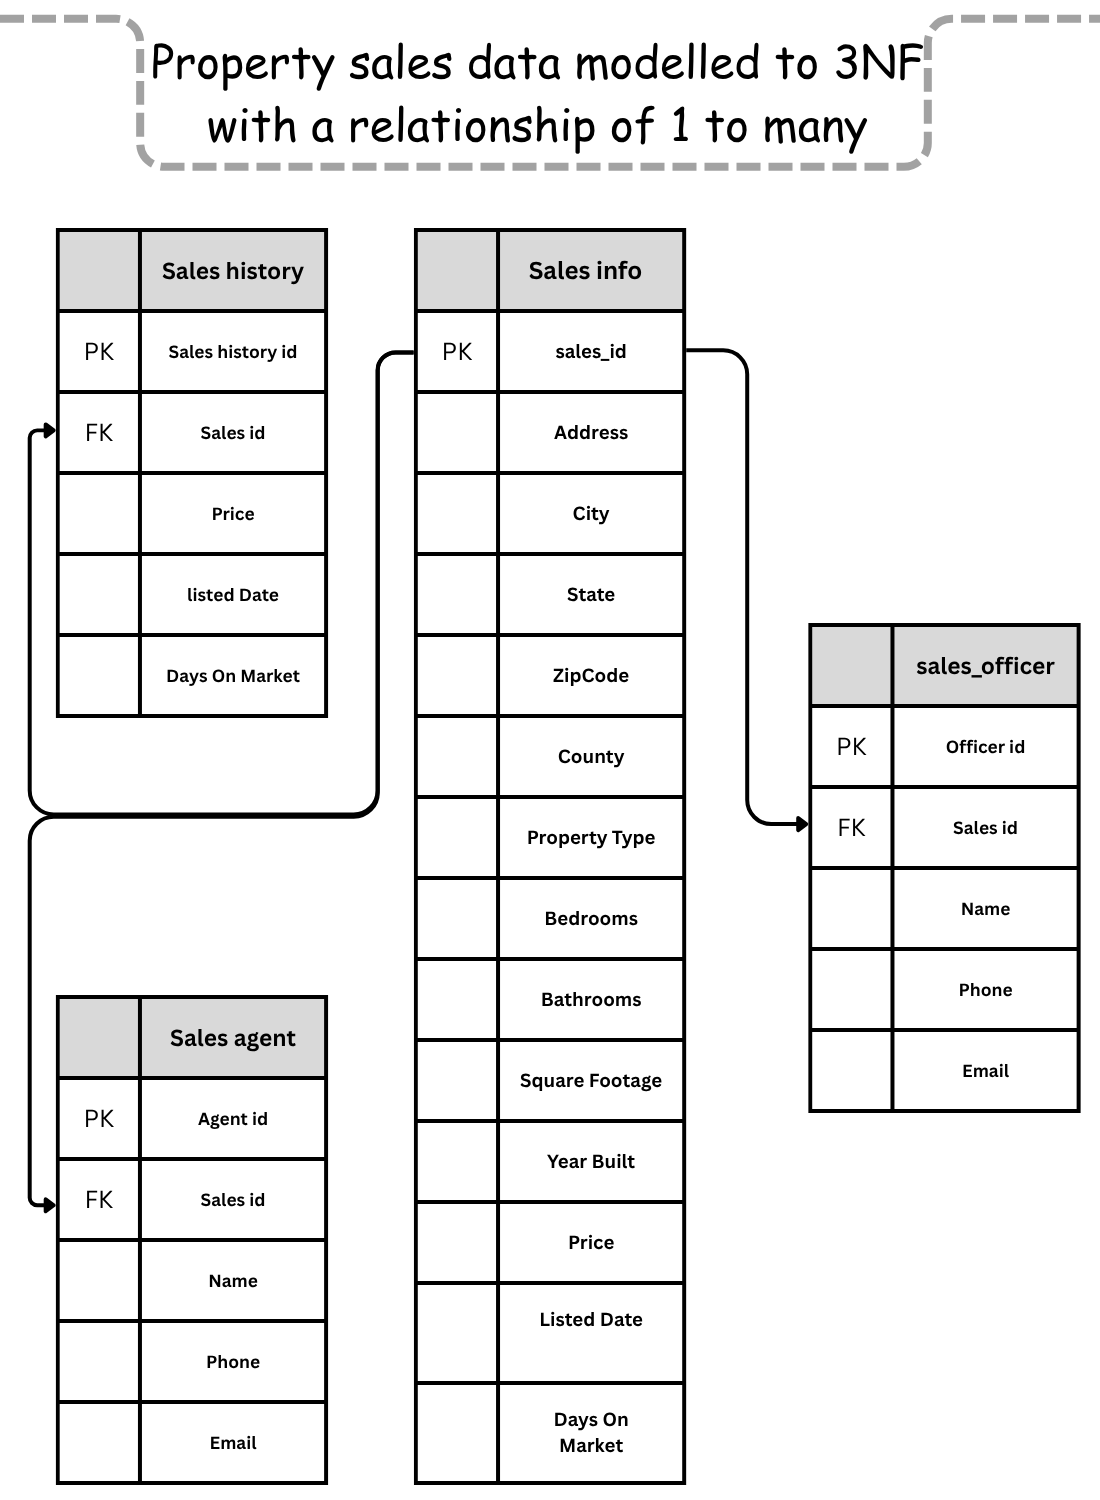 Property sales data modelled to 3NF
with a relationship of 1 to many
Sales history
PK Sales history id
FK Sales id
Price
listed Date
Days On Market
Sales info
PK sales_id
Address
City
State
ZipCode
County
Property Type
Bedrooms
Bathrooms
Square Footage
Year Built
Price
Listed Date
Days On
Market
sales_officer
PK Officer id
FK Sales id
Name
Phone
Email
Sales agent
PK Agent id
FK Sales id
Name
Phone
Email